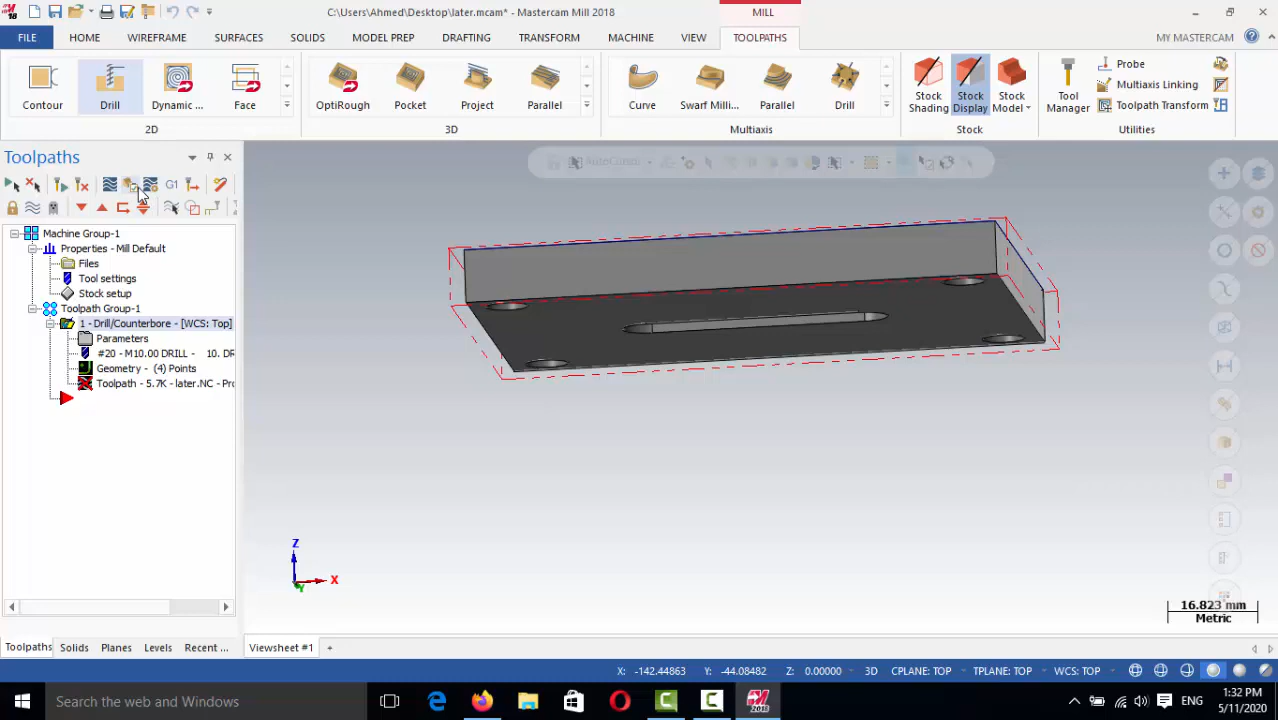 C:\Users\Ahmed\Desktop\later.mcam* - Mastercam Mill 2018
MILL
FILE HOME WIREFRAME SURFACES SOLIDS MODEL PREP DRAFTING TRANSFORM MACHINE VIEW TOOLPATHS MY MASTERCAM
Contour Drill Dynamic ... Face
2D
OptiRough Pocket Project Parallel
3D
Curve Swarf Milli... Parallel Drill
Multiaxis
Stock Shading
Stock Display
Stock Model
Stock
Tool Manager
Probe
Multiaxis Linking
Toolpath Transform
Utilities
Toolpaths
G1
AutoCursor
Machine Group-1
Properties - Mill Default
Files
Tool settings
Stock setup
Toolpath Group-1
1 - Drill/Counterbore - [WCS: Top]
Parameters
#20 - M10.00 DRILL - 10. DR
Geometry - (4) Points
Toolpath - 5.7K - later.NC - Pro
Z
X
Y
16.823 mm
Metric
Toolpaths Solids Planes Levels Recent ...
Viewsheet #1 +
X: -142.44863 Y: -44.08482 Z: 0.00000 3D CPLANE: TOP TPLANE: TOP WCS: TOP
Search the web and Windows
2018
ENG
1:32 PM
5/11/2020